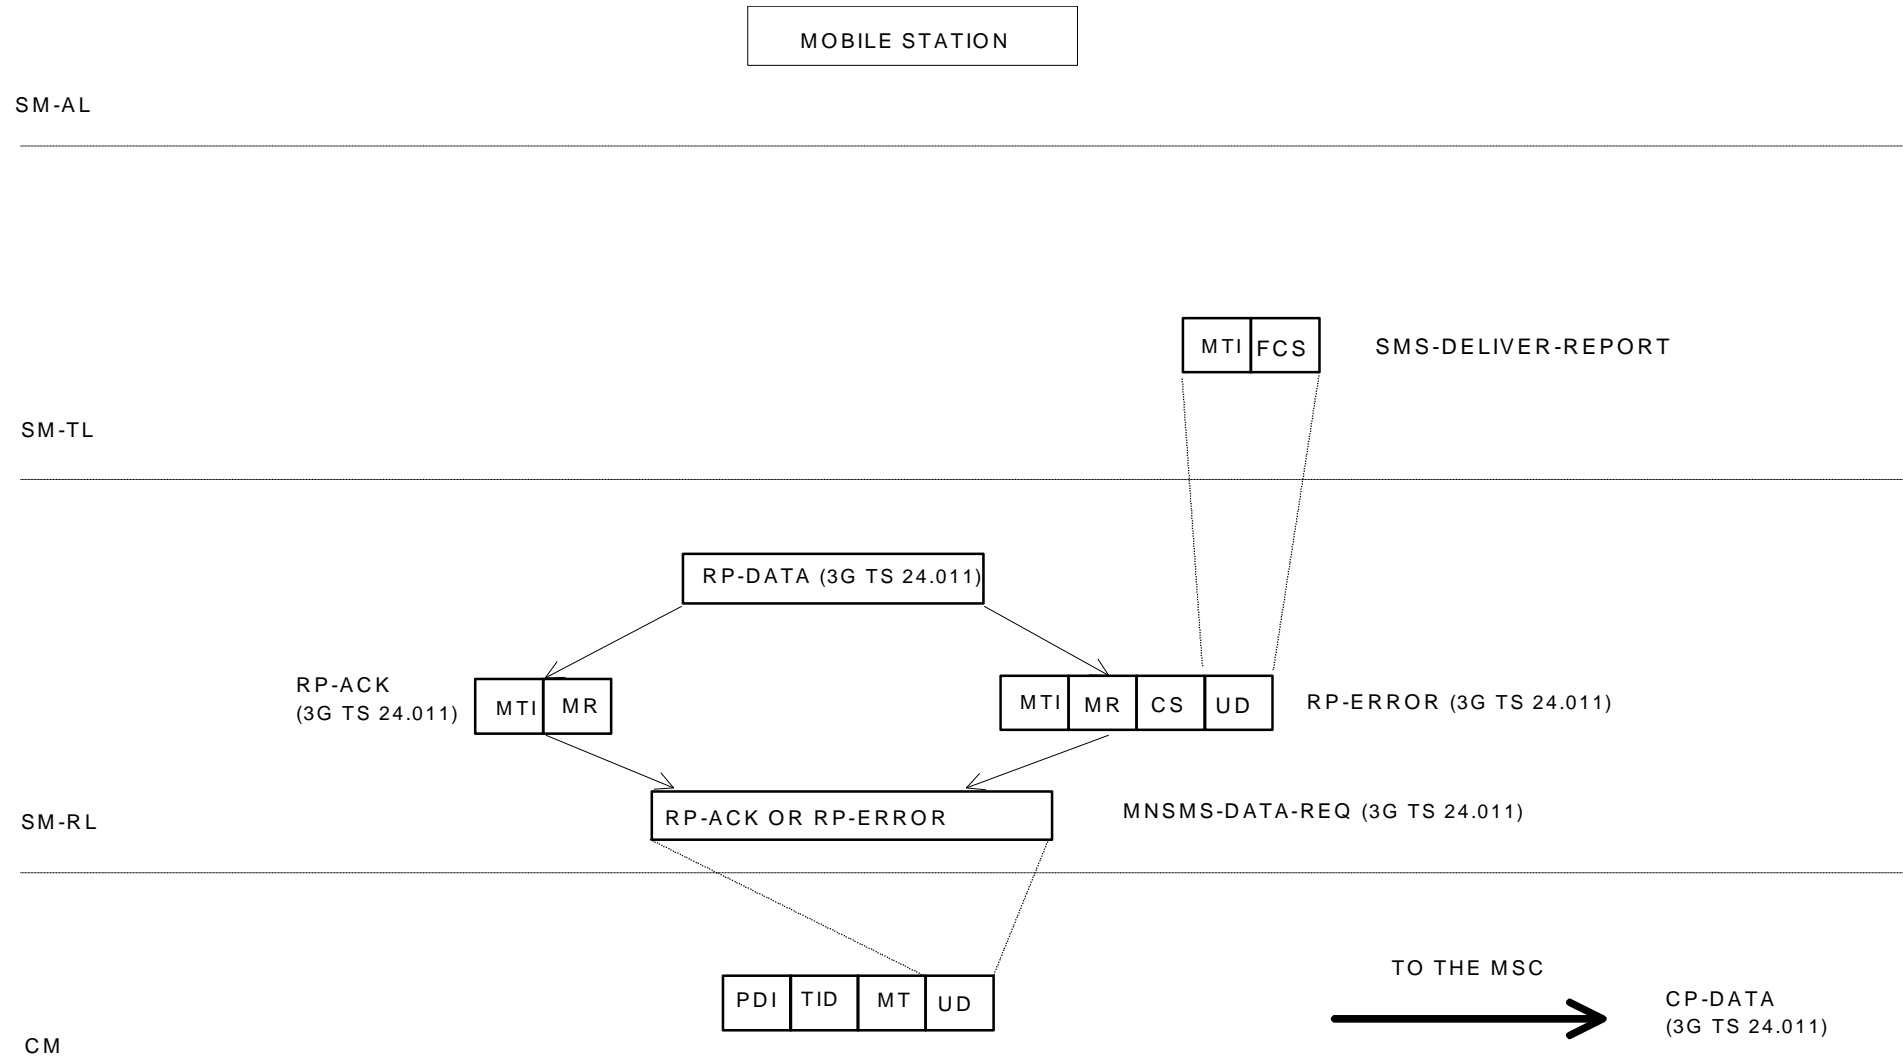 MOBILE STATION
SM-AL
MTI FCS SMS-DELIVER-REPORT
SM-TL
RP-DATA (3G TS 24.011)
RP-ACK
(3G TS 24.011)
MTI MR
MTI MR CS UD
RP-ERROR (3G TS 24.011)
RP-ACK OR RP-ERROR
MNSMS-DATA-REQ (3G TS 24.011)
SM-RL
PDI TID MT UD
TO THE MSC
CP-DATA
(3G TS 24.011)
CM